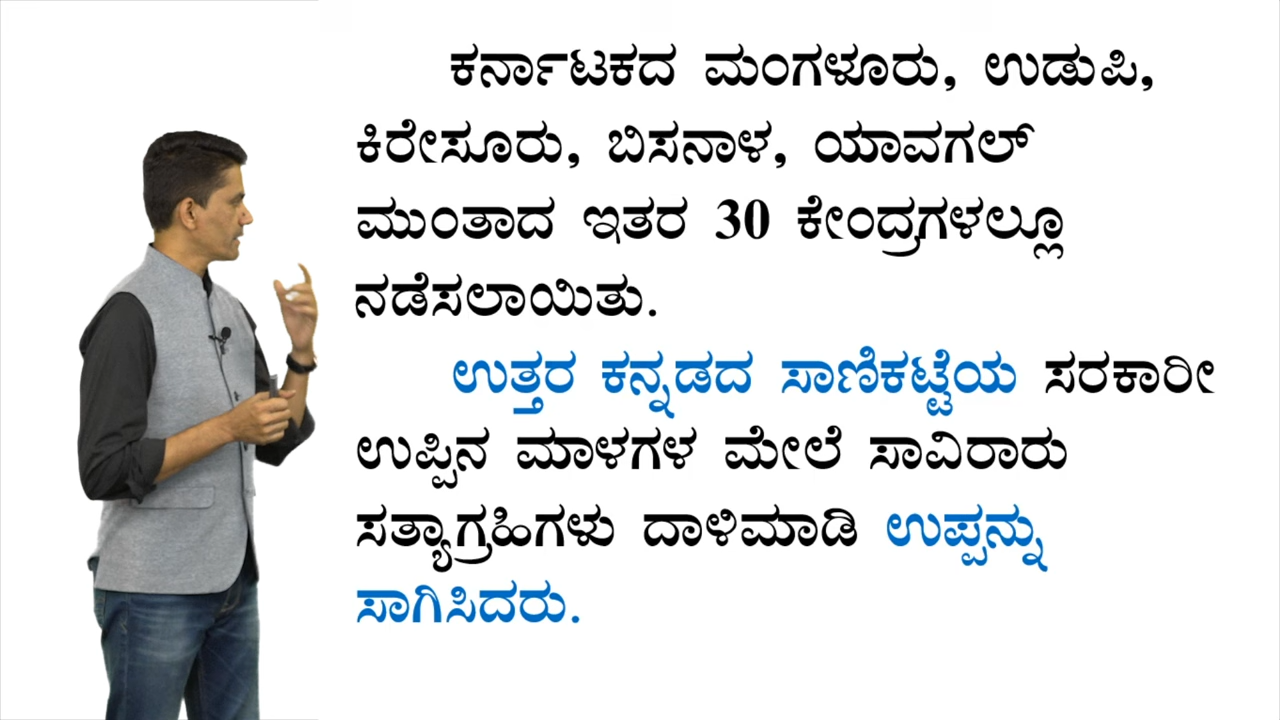 ಕರ್ನಾಟಕದ ಮಂಗಳೂರು, ಉಡುಪಿ,
ಕಿರೇಸೂರು, ಬಿಸನಾಳ, ಯಾವಗಲ್
ಮುಂತಾದ ಇತರ 30 ಕೇಂದ್ರಗಳಲ್ಲೂ
ನಡೆಸಲಾಯಿತು.
ಉತ್ತರ ಕನ್ನಡದ ಸಾಣಿಕಟ್ಟೆಯ ಸರಕಾರೀ
ಉಪ್ಪಿನ ಮಾಳಗಳ ಮೇಲೆ ಸಾವಿರಾರು
ಸತ್ಯಾಗ್ರಹಿಗಳು ದಾಳಿಮಾಡಿ ಉಪ್ಪನ್ನು
ಸಾಗಿಸಿದರು.